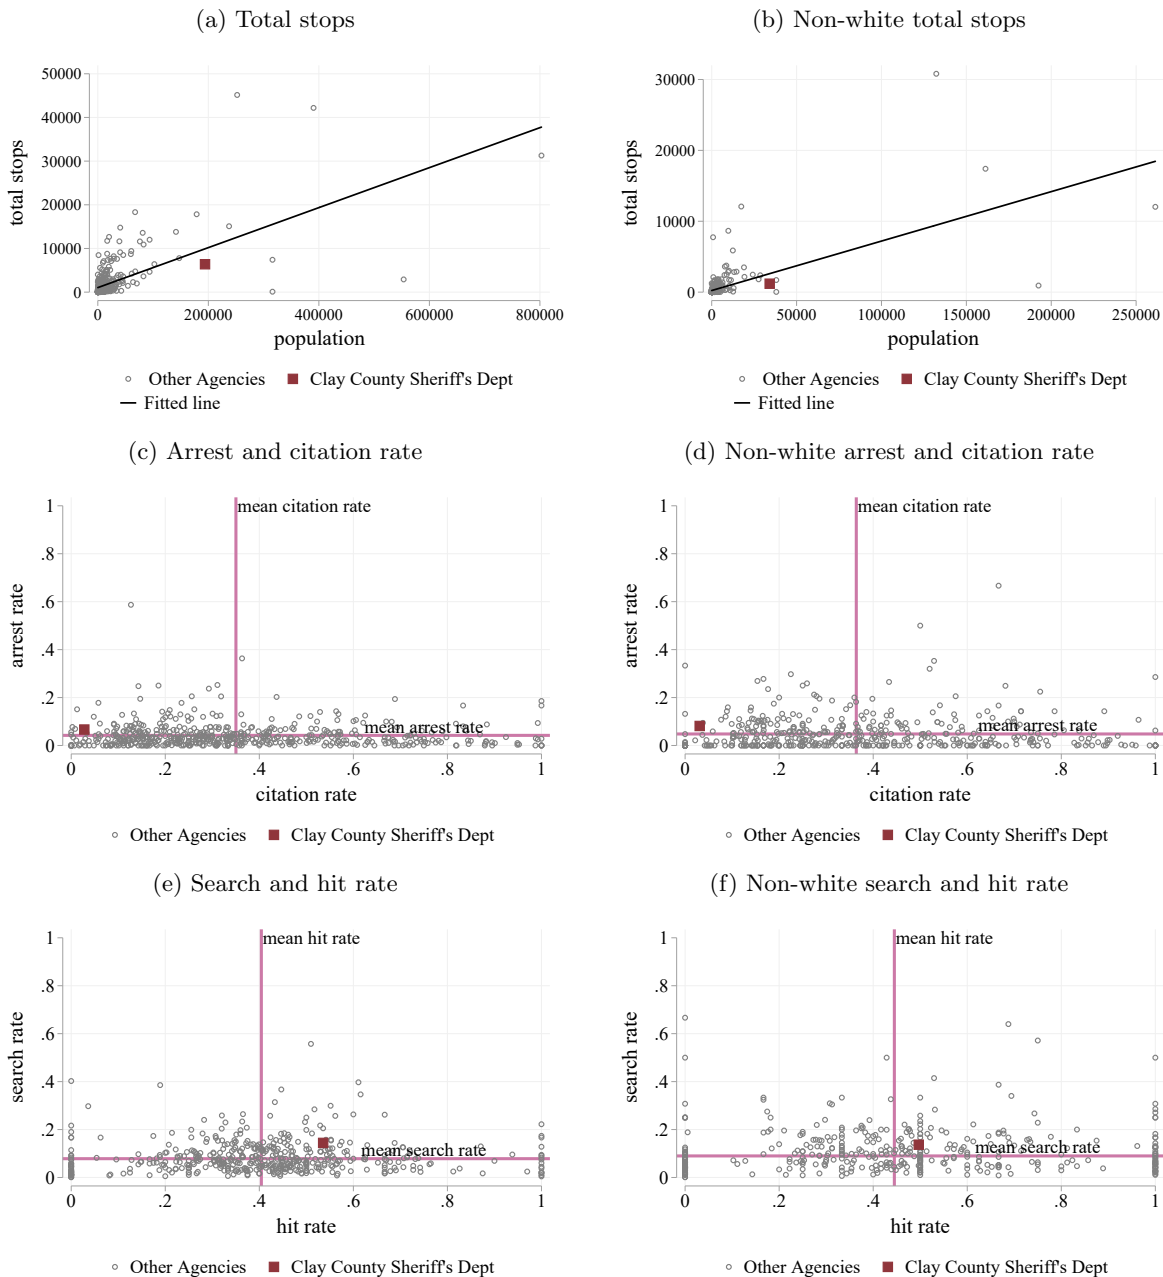 (a) Total stops
(b) Non-white total stops
total stops
50000
40000
30000
20000
10000
0
0 200000 400000 600000 800000
population
Other Agencies Clay County Sheriff's Dept
Fitted line
total stops
30000
20000
10000
0
0 50000 100000 150000 200000 250000
population
Other Agencies Clay County Sheriff's Dept
Fitted line
(c) Arrest and citation rate
(d) Non-white arrest and citation rate
arrest rate
1
.8
.6
.4
.2
0
mean citation rate
mean arrest rate
0 .2 .4 .6 .8 1
citation rate
Other Agencies Clay County Sheriff's Dept
arrest rate
1
.8
.6
.4
.2
0
mean citation rate
mean arrest rate
0 .2 .4 .6 .8 1
citation rate
Other Agencies Clay County Sheriff's Dept
(e) Search and hit rate
(f) Non-white search and hit rate
search rate
1
.8
.6
.4
.2
0
mean hit rate
mean search rate
0 .2 .4 .6 .8 1
hit rate
Other Agencies Clay County Sheriff's Dept
search rate
1
.8
.6
.4
.2
0
mean hit rate
mean search rate
0 .2 .4 .6 .8 1
hit rate
Other Agencies Clay County Sheriff's Dept